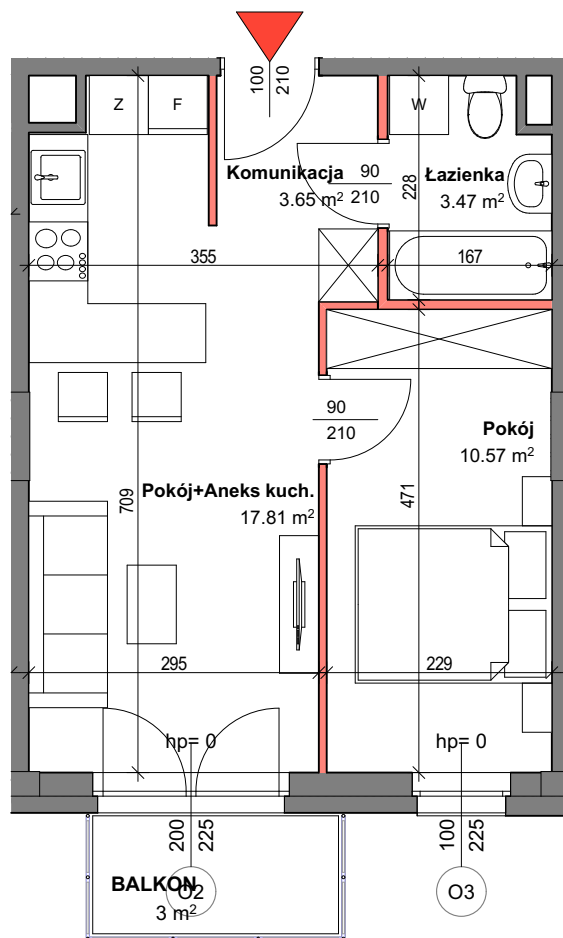 100
210
Z
F
W
Komunikacja
3.65 m²
90
210
228
Łazienka
3.47 m²
355
167
90
210
Pokój
10.57 m²
709
Pokój+Aneks kuch.
17.81 m²
471
295
229
hp= 0
hp= 0
200
225
100
225
BALKON
3 m²
O2
O3